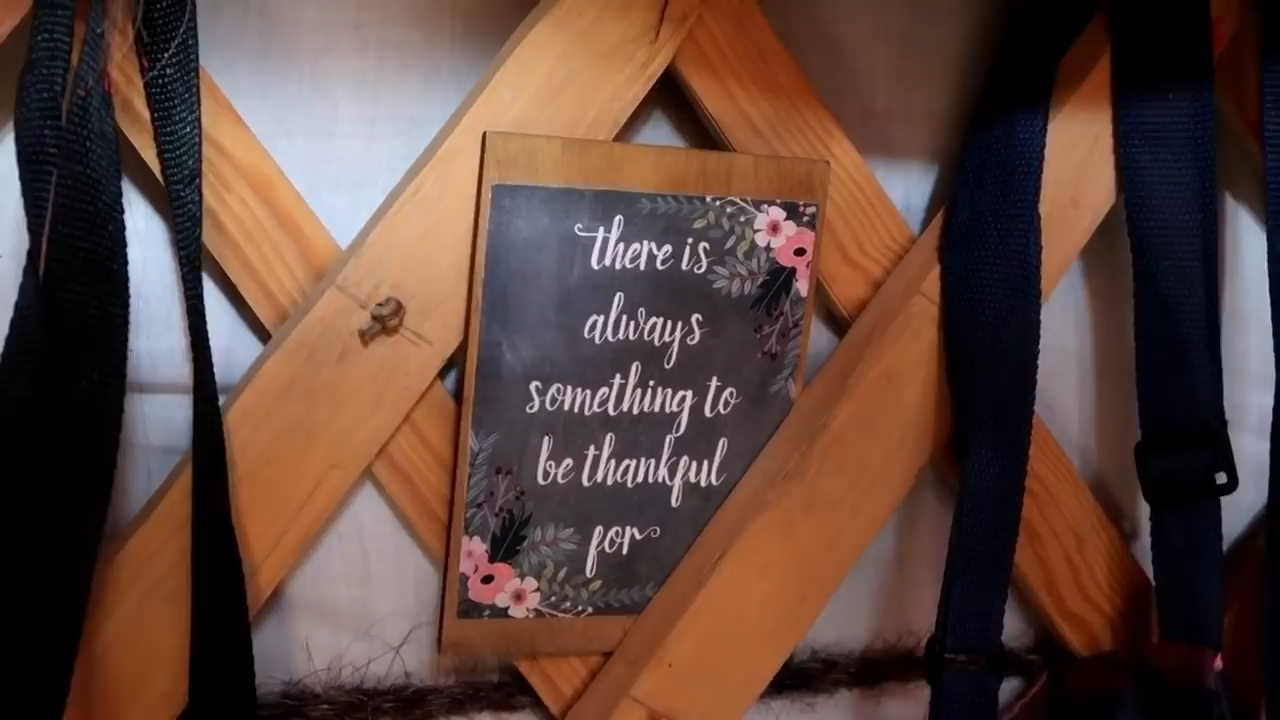 there is
always
something to
be thankful
for